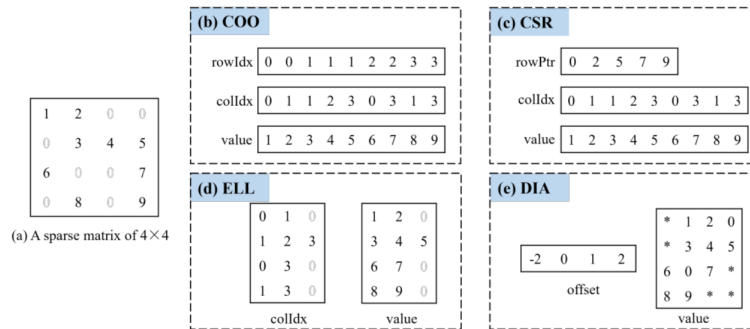 1 2 0 0
0 3 4 5
6 0 0 7
0 8 0 9
(a) A sparse matrix of 4×4
(b) COO
rowIdx 0 0 1 1 1 2 2 3 3
colIdx 0 1 1 2 3 0 3 1 3
value 1 2 3 4 5 6 7 8 9
(c) CSR
rowPtr 0 2 5 7 9
colIdx 0 1 1 2 3 0 3 1 3
value 1 2 3 4 5 6 7 8 9
(d) ELL
0 1 0
1 2 3
0 3 0
1 3 0
colIdx
1 2 0
3 4 5
6 7 0
8 9 0
value
(e) DIA
-2 0 1 2
offset
* 1 2 0
* 3 4 5
6 0 7 *
8 9 * *
value